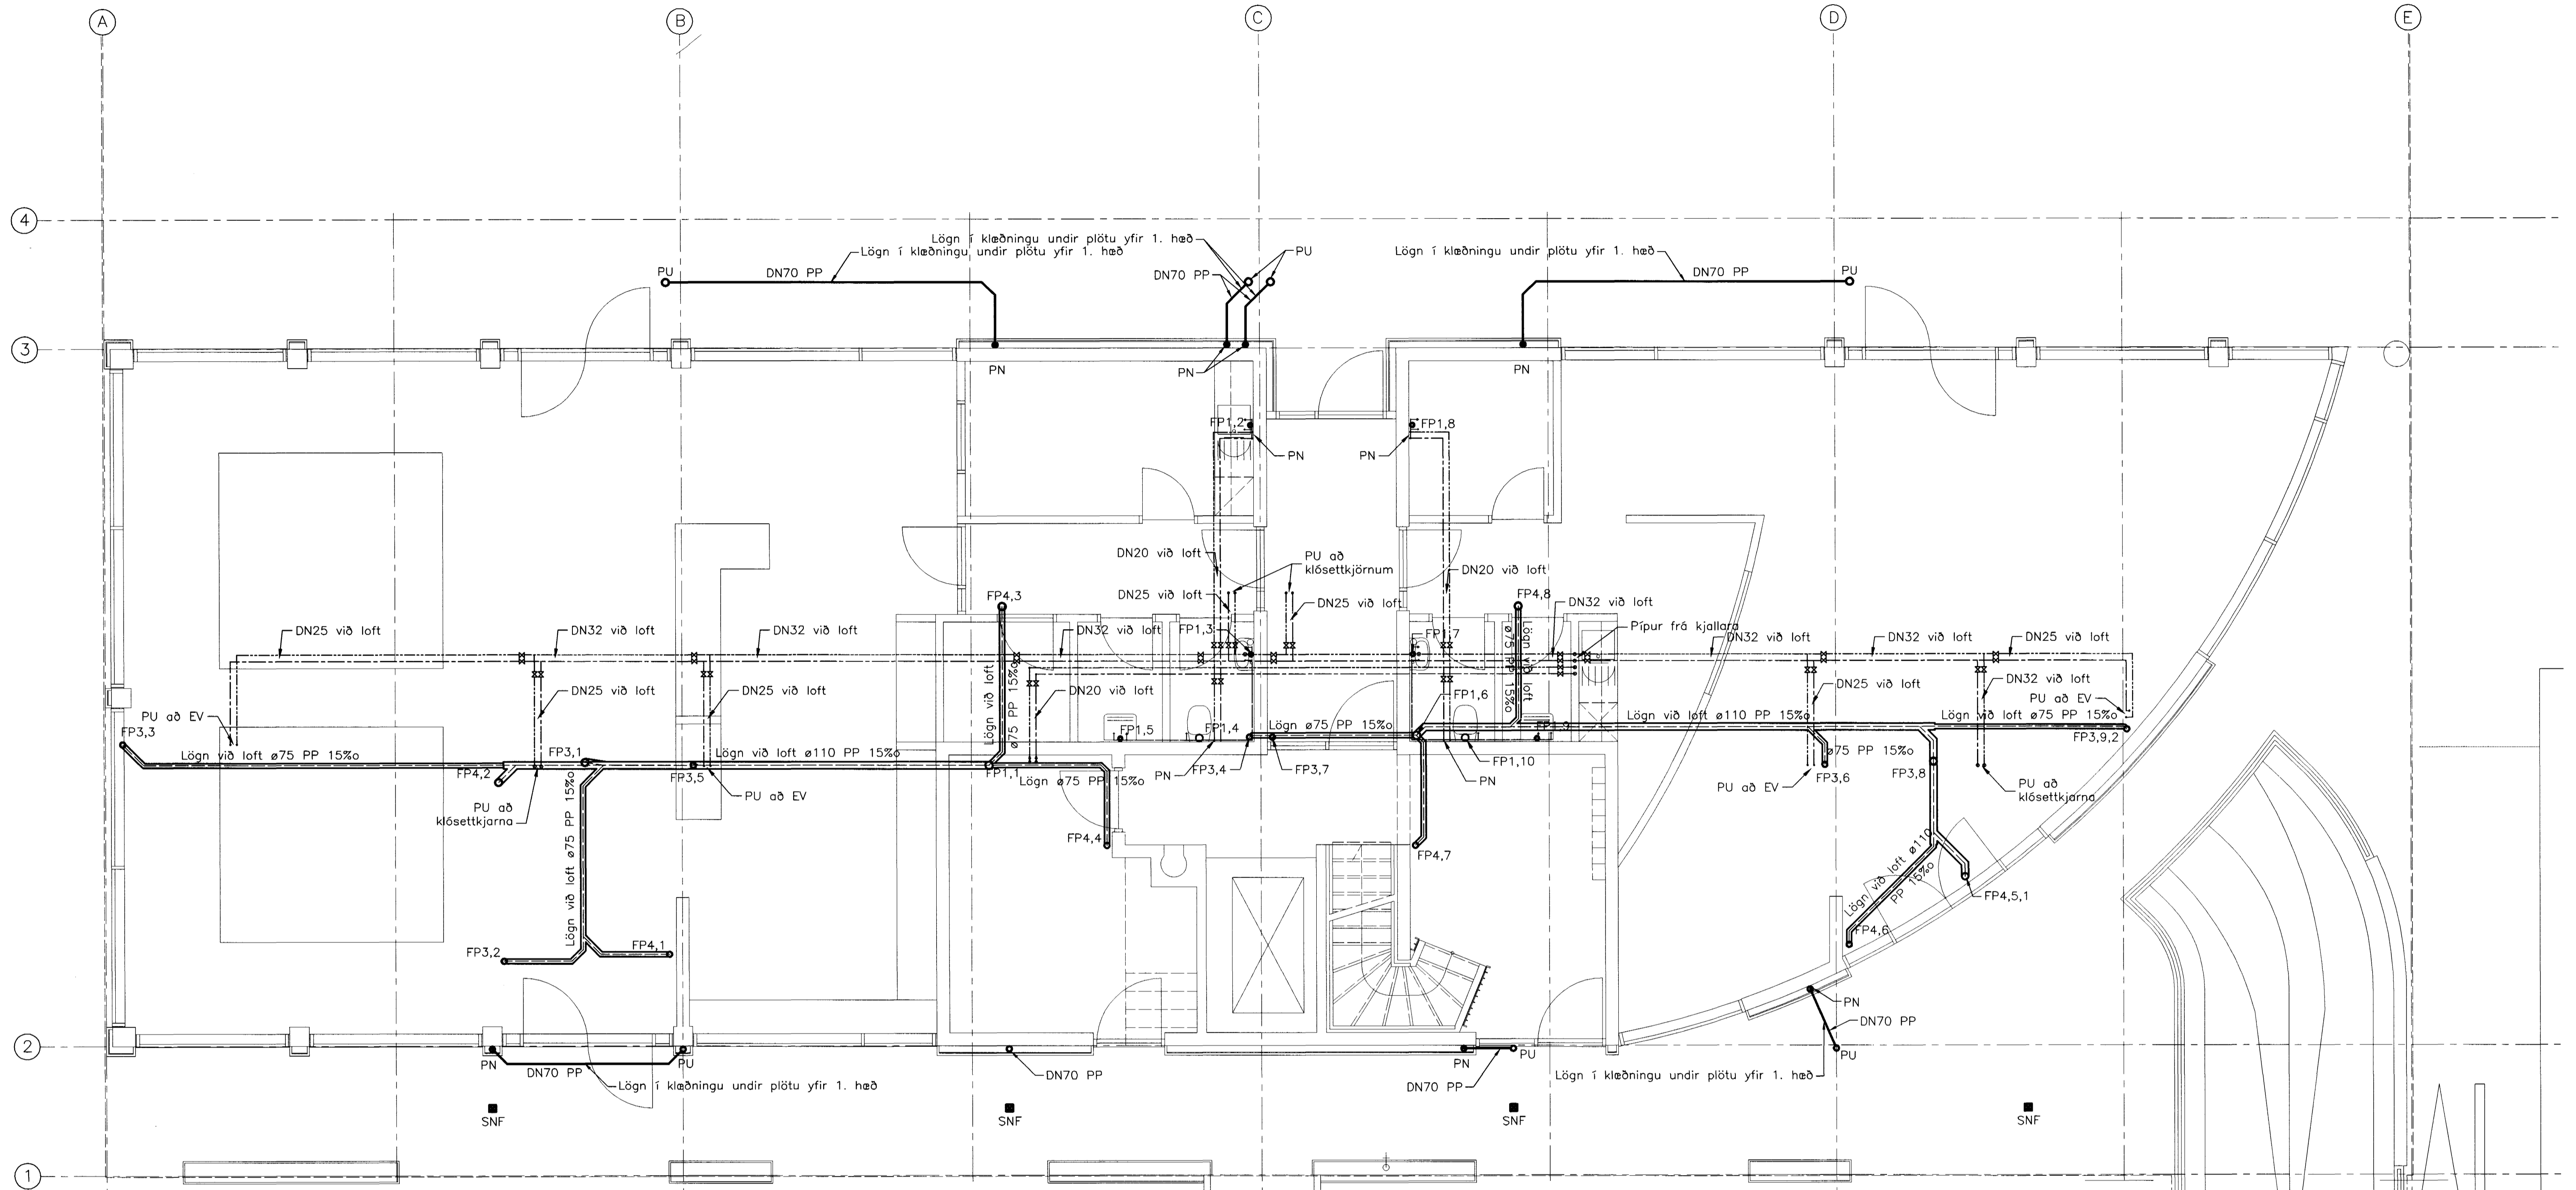 A
B
C
D
E
4
Lögn í klæðningu undir plötu yfir 1. hæð
Lögn í klæðningu undir plötu yfir 1. hæð
Lögn í klæðningu undir plötu yfir 1. hæð
PU
PU
DN70 PP
DN70 PP
DN70 PP
PU
3
PN
PN
PN
FP1,2
FP1,8
PN
PN
DN20 við loft
PU að
klósettkjörnum
DN20 við loft
DN25 við loft
DN25 við loft
FP4,3
FP4,8
DN32 við loft
DN25 við loft
DN32 við loft
DN32 við loft
DN32 við loft
FP1,3
FP1,7
Pípur frá kjallara
DN32 við loft
DN32 við loft
DN25 við loft
Lögn við loft
ø75 PP 15‰
Lögn við loft
ø75 PP 15‰
DN25 við loft
DN25 við loft
DN20 við loft
DN25 við loft
DN32 við loft
PU að EV
PU að EV
FP1,6
FP3,3
Lögn við loft ø75 PP 15‰
FP3,1
Lögn við loft ø110 PP 15‰
FP1,5
FP1,4
Lögn ø75 PP 15‰
FP1,9
Lögn við loft ø110 PP 15‰
Lögn við loft ø75 PP 15‰
FP3,9,2
FP4,2
FP3,5
FP1,1
Lögn ø75 PP 15‰
PN
FP3,4
FP3,7
PN
FP1,10
ø75 PP 15‰
FP3,6
FP3,8
PU að
klósettkjarna
PU að EV
PU að EV
PU að
klósettkjarna
Lögn við loft ø75 PP 15‰
FP4,4
FP4,7
Lögn við loft ø110
PP 15‰
FP4,5,1
FP3,2
FP4,1
FP4,6
PN
DN70 PP
2
PN
PU
DN70 PP
Lögn í klæðningu undir plötu yfir 1. hæð
DN70 PP
PN
PU
DN70 PP
PU
Lögn í klæðningu undir plötu yfir 1. hæð
SNF
SNF
SNF
SNF
1